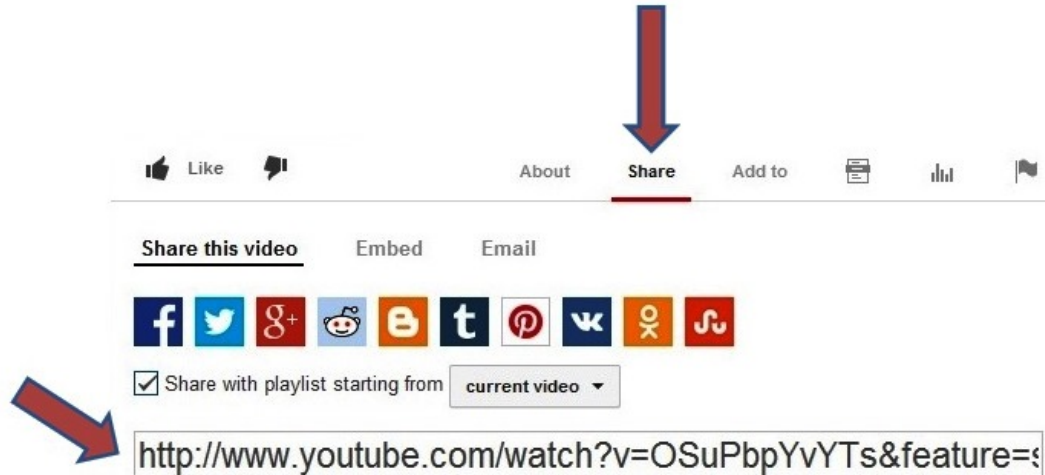 Like About Share Add to
Share this video Embed Email
f g+ B t P VK
Share with playlist starting from current video
http://www.youtube.com/watch?v=OSuPbpYvYTs&feature=